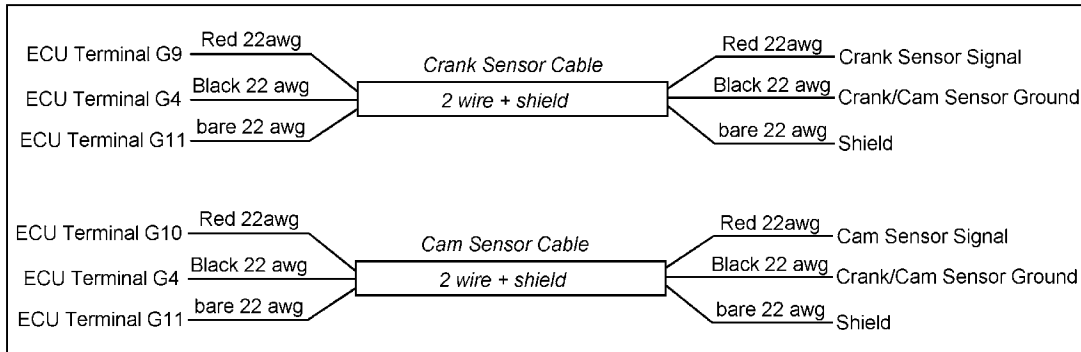 ECU Terminal G9
Red 22awg
Crank Sensor Cable
Red 22awg
Crank Sensor Signal
ECU Terminal G4
Black 22 awg
2 wire + shield
Black 22 awg
Crank/Cam Sensor Ground
ECU Terminal G11
bare 22 awg
bare 22 awg
Shield
ECU Terminal G10
Red 22awg
Cam Sensor Cable
Red 22awg
Cam Sensor Signal
ECU Terminal G4
Black 22 awg
2 wire + shield
Black 22 awg
Crank/Cam Sensor Ground
ECU Terminal G11
bare 22 awg
bare 22 awg
Shield